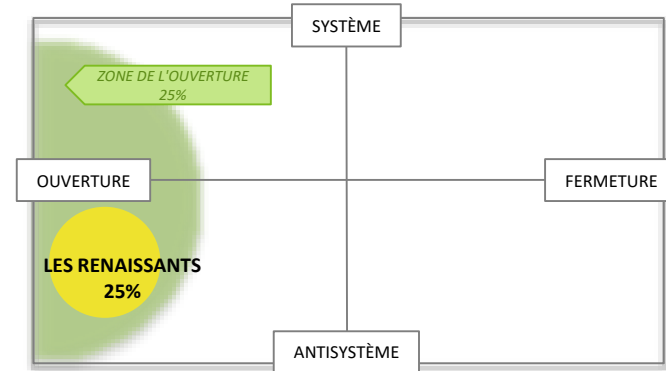 SYSTÈME
ZONE DE L'OUVERTURE
25%
OUVERTURE
FERMETURE
LES RENAISSANTS
25%
ANTISYSTÈME